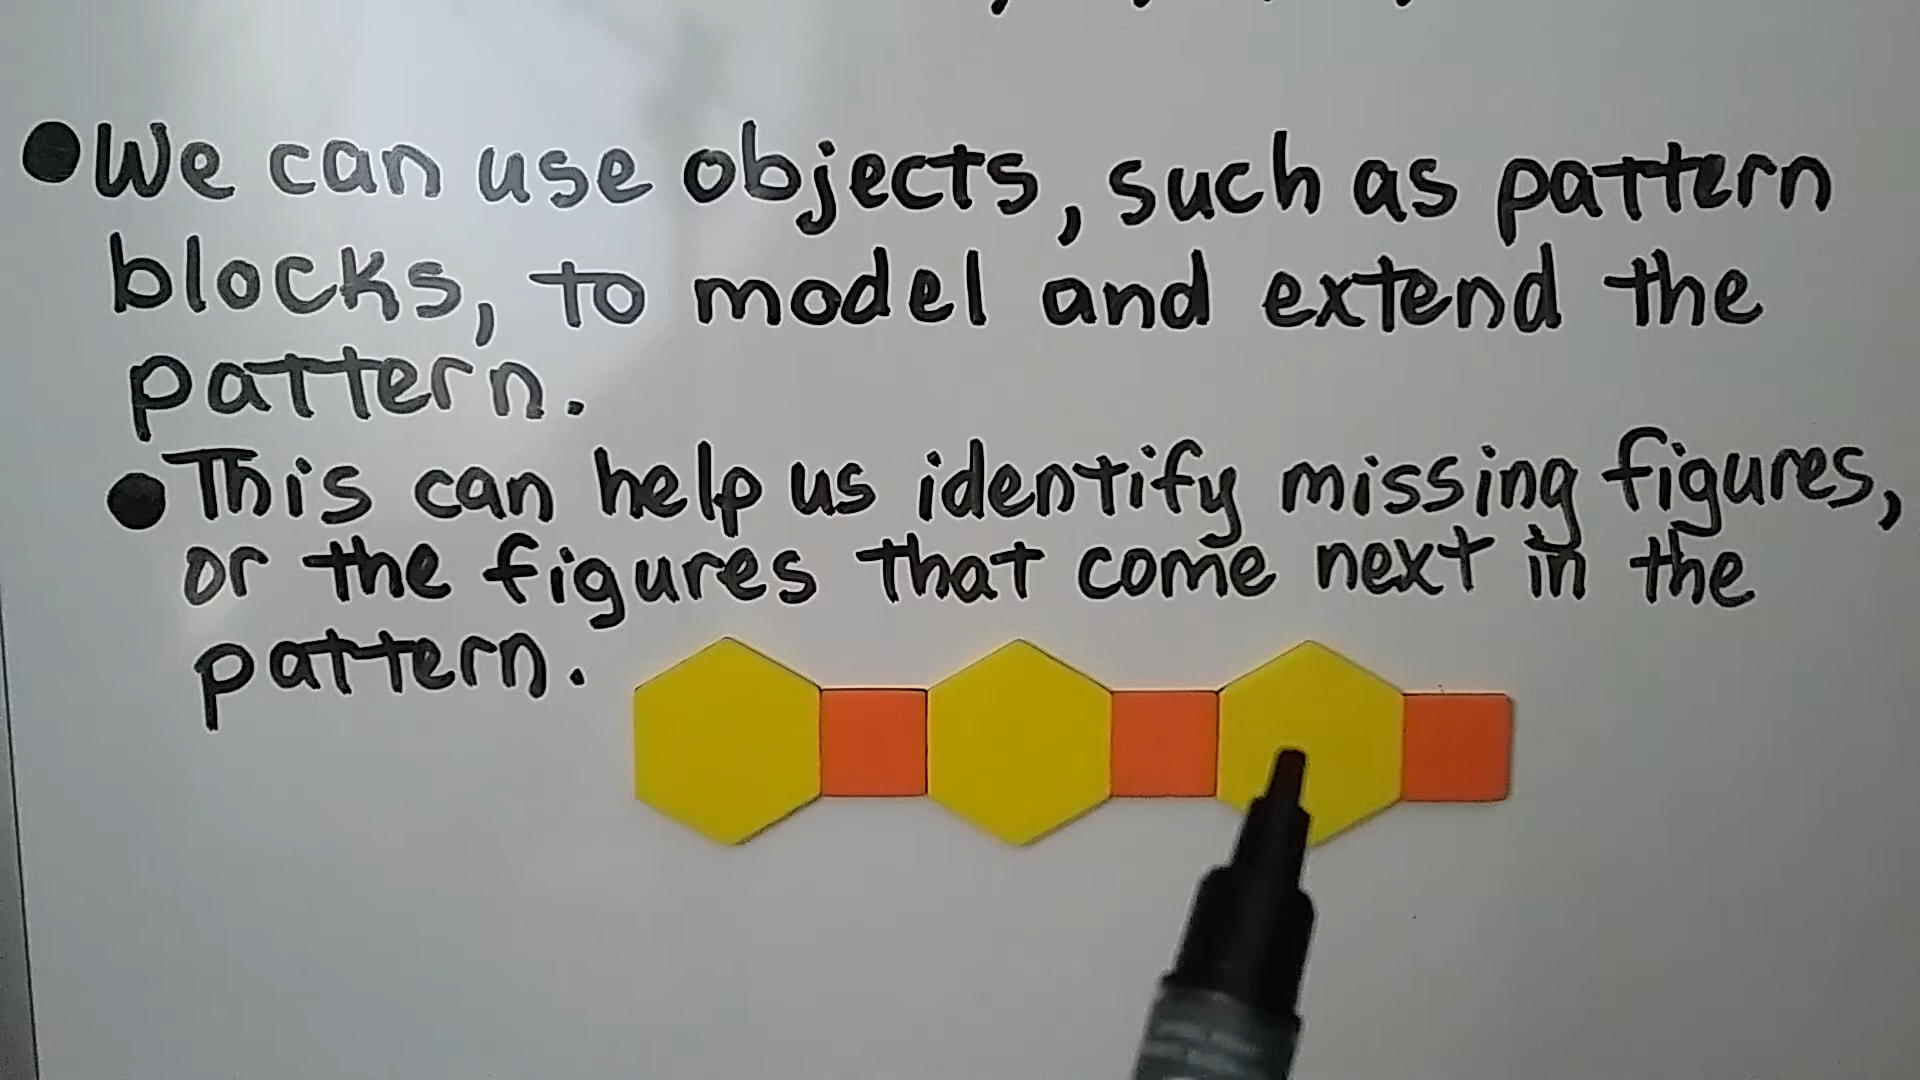 ●We can use objects, such as pattern
blocks, to model and extend the
pattern.
●This can help us identify missing figures,
or the figures that come next in the
pattern.